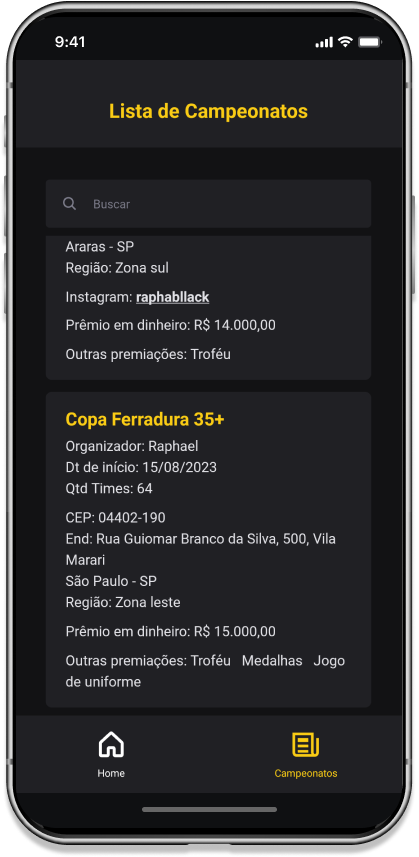 9:41
Lista de Campeonatos
Buscar
Araras - SP
Região: Zona sul
Instagram: raphabllack
Prêmio em dinheiro: R$ 14.000,00
Outras premiações: Troféu
Copa Ferradura 35+
Organizador: Raphael
Dt de início: 15/08/2023
Qtd Times: 64
CEP: 04402-190
End: Rua Guiomar Branco da Silva, 500, Vila
Marari
São Paulo - SP
Região: Zona leste
Prêmio em dinheiro: R$ 15.000,00
Outras premiações: Troféu Medalhas Jogo
de uniforme
Home
Campeonatos